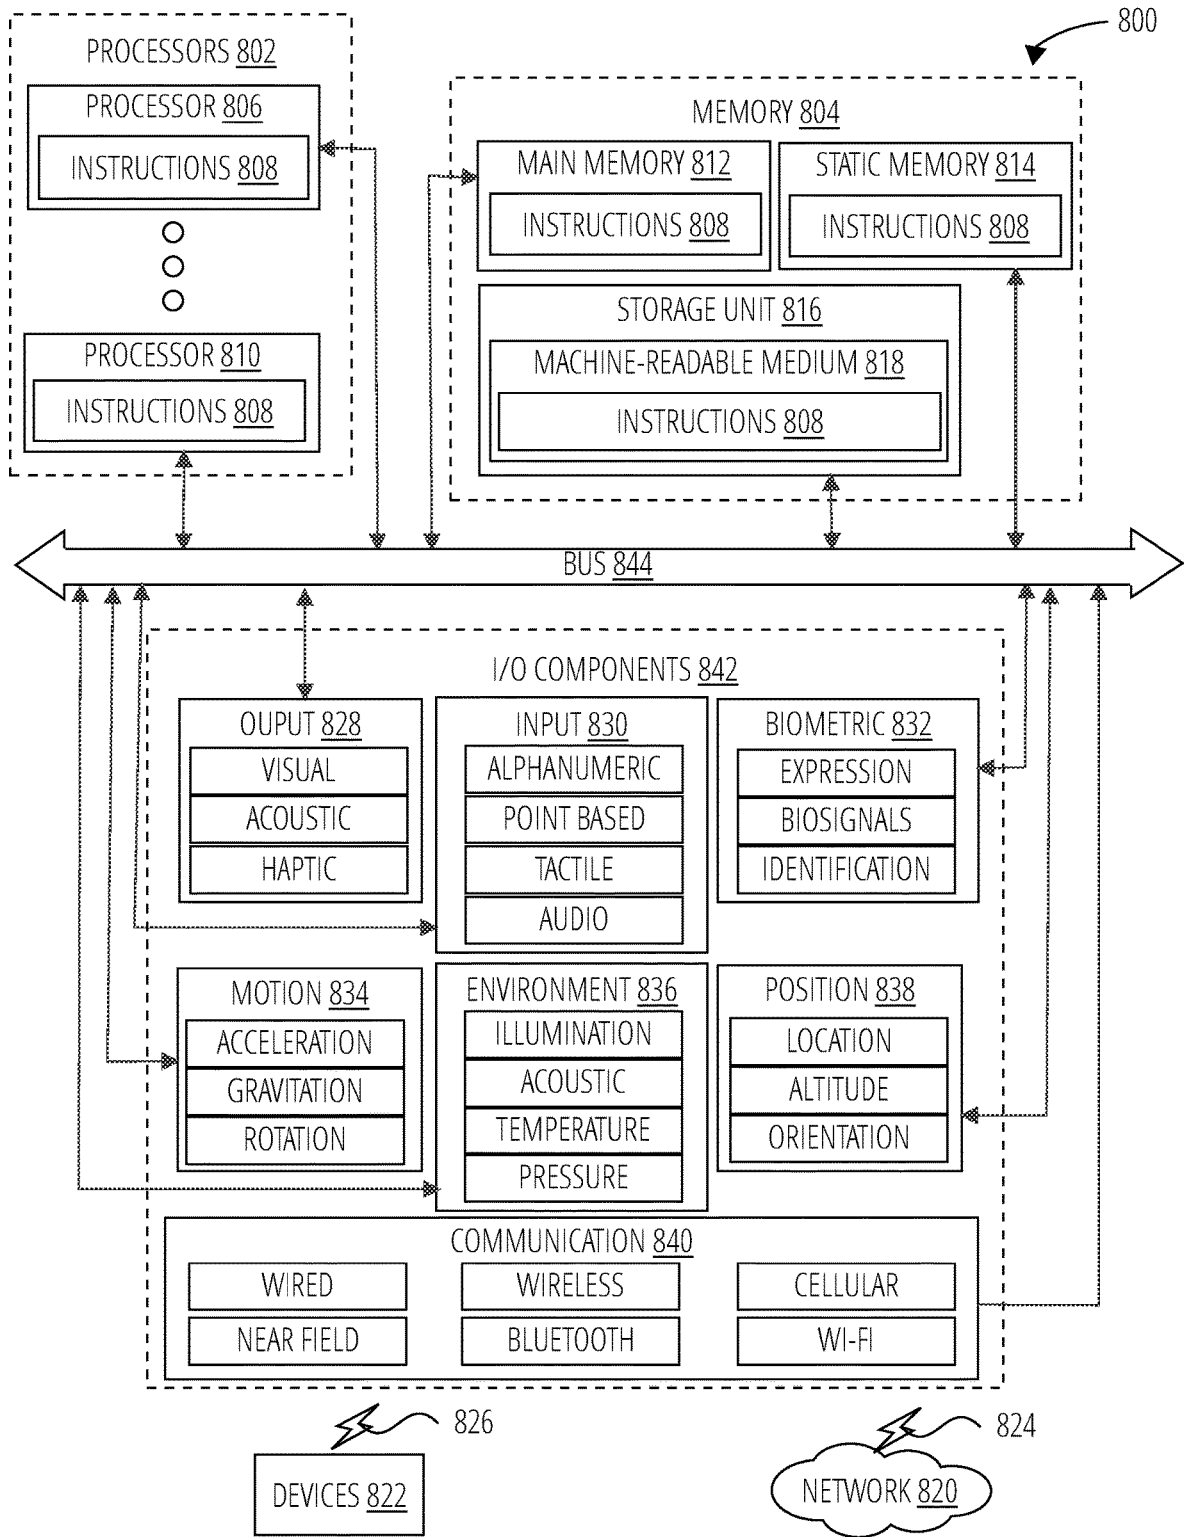 800
PROCESSORS 802
PROCESSOR 806
INSTRUCTIONS 808
PROCESSOR 810
INSTRUCTIONS 808
MEMORY 804
MAIN MEMORY 812
INSTRUCTIONS 808
STATIC MEMORY 814
INSTRUCTIONS 808
STORAGE UNIT 816
MACHINE-READABLE MEDIUM 818
INSTRUCTIONS 808
BUS 844
I/O COMPONENTS 842
OUPUT 828
VISUAL
ACOUSTIC
HAPTIC
INPUT 830
ALPHANUMERIC
POINT BASED
TACTILE
AUDIO
BIOMETRIC 832
EXPRESSION
BIOSIGNALS
IDENTIFICATION
MOTION 834
ACCELERATION
GRAVITATION
ROTATION
ENVIRONMENT 836
ILLUMINATION
ACOUSTIC
TEMPERATURE
PRESSURE
POSITION 838
LOCATION
ALTITUDE
ORIENTATION
COMMUNICATION 840
WIRED
WIRELESS
CELLULAR
NEAR FIELD
BLUETOOTH
WI-FI
826
824
DEVICES 822
NETWORK 820